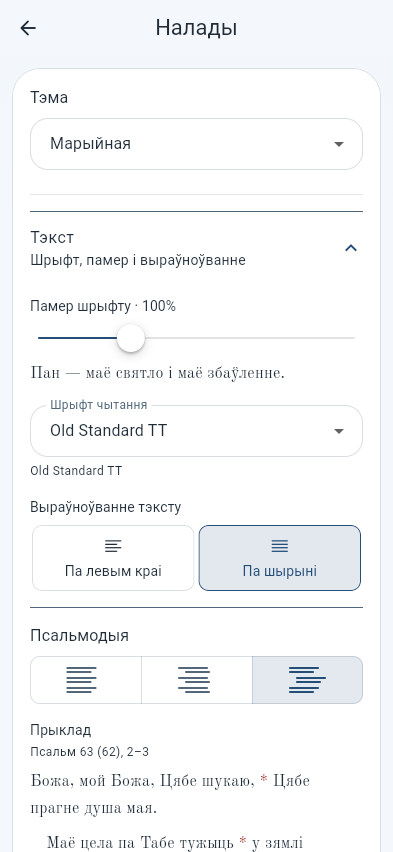 Налады
Тэма
Марыйная
Тэкст
Шрыфт, памер і выраўноўванне
Памер шрыфту · 100%
Пан — маё святло і маё збаўленне.
Шрыфт чытання
Old Standard TT
Old Standard TT
Выраўноўванне тэксту
Па левым краі
Па шырыні
Псальмодыя
Прыклад
Псальм 63 (62), 2–3
Божа, мой Божа, Цябе шукаю, * Цябе
прагне душа мая.
Маё цела па Табе тужыць * у зямлі